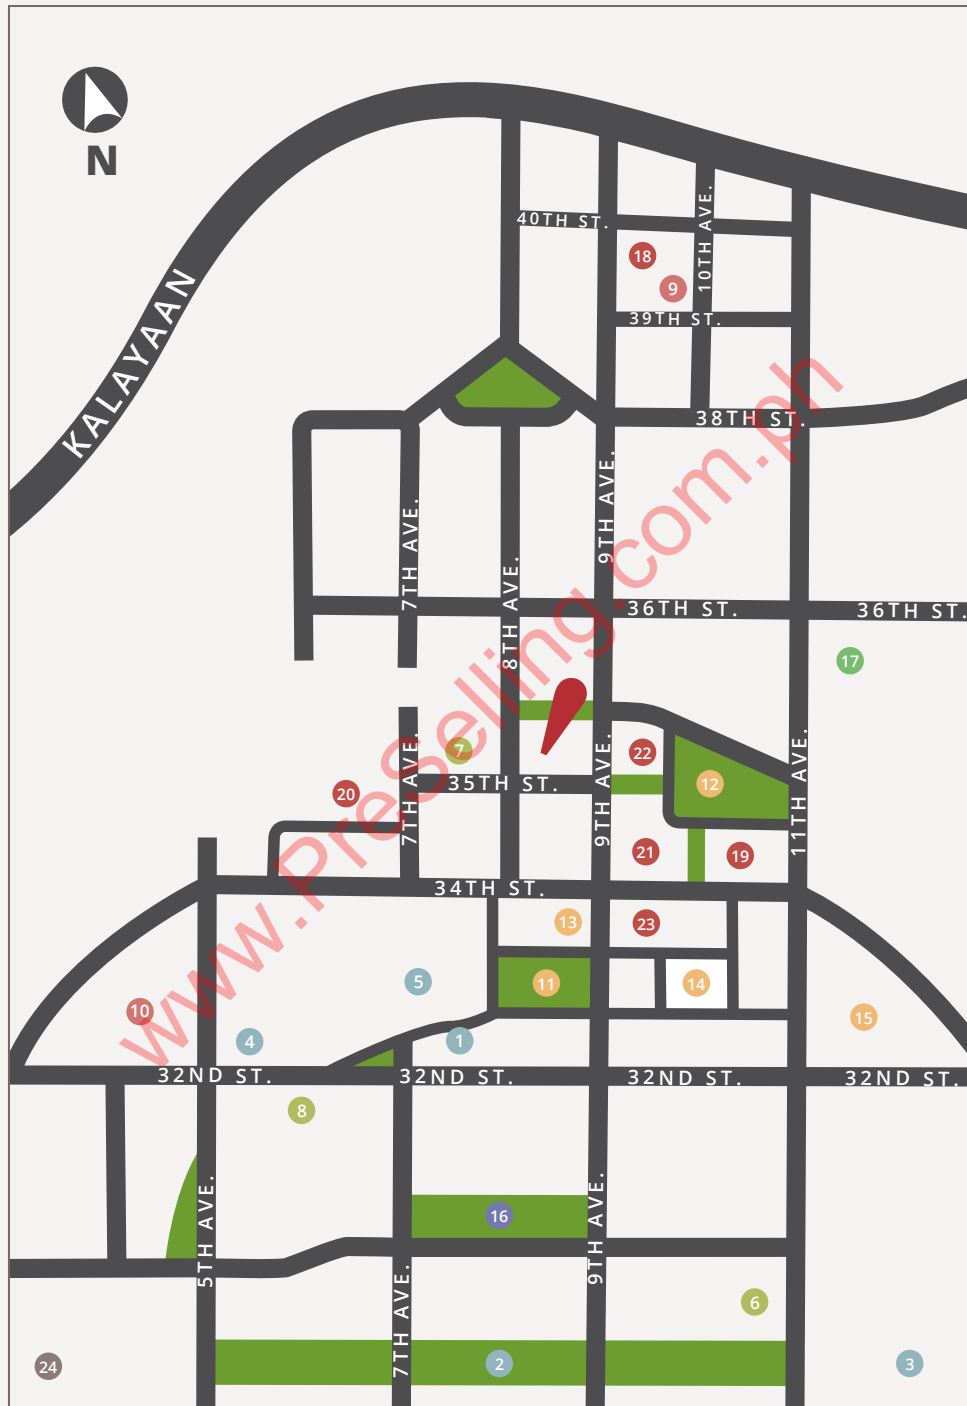 N
KALAYAAN
40TH ST.
10TH AVE.
18
9
39TH ST.
38TH ST.
9TH AVE.
7TH AVE.
8TH AVE.
36TH ST.
36TH ST.
17
7
22
12
35TH ST.
20
7TH AVE.
9TH AVE.
11TH AVE.
21
19
34TH ST.
13
23
5
11
14
10
15
4
1
32ND ST.
32ND ST.
32ND ST.
32ND ST.
8
16
5TH AVE.
9TH AVE.
7TH AVE.
6
24
2
3
www.PreSelling.com.ph